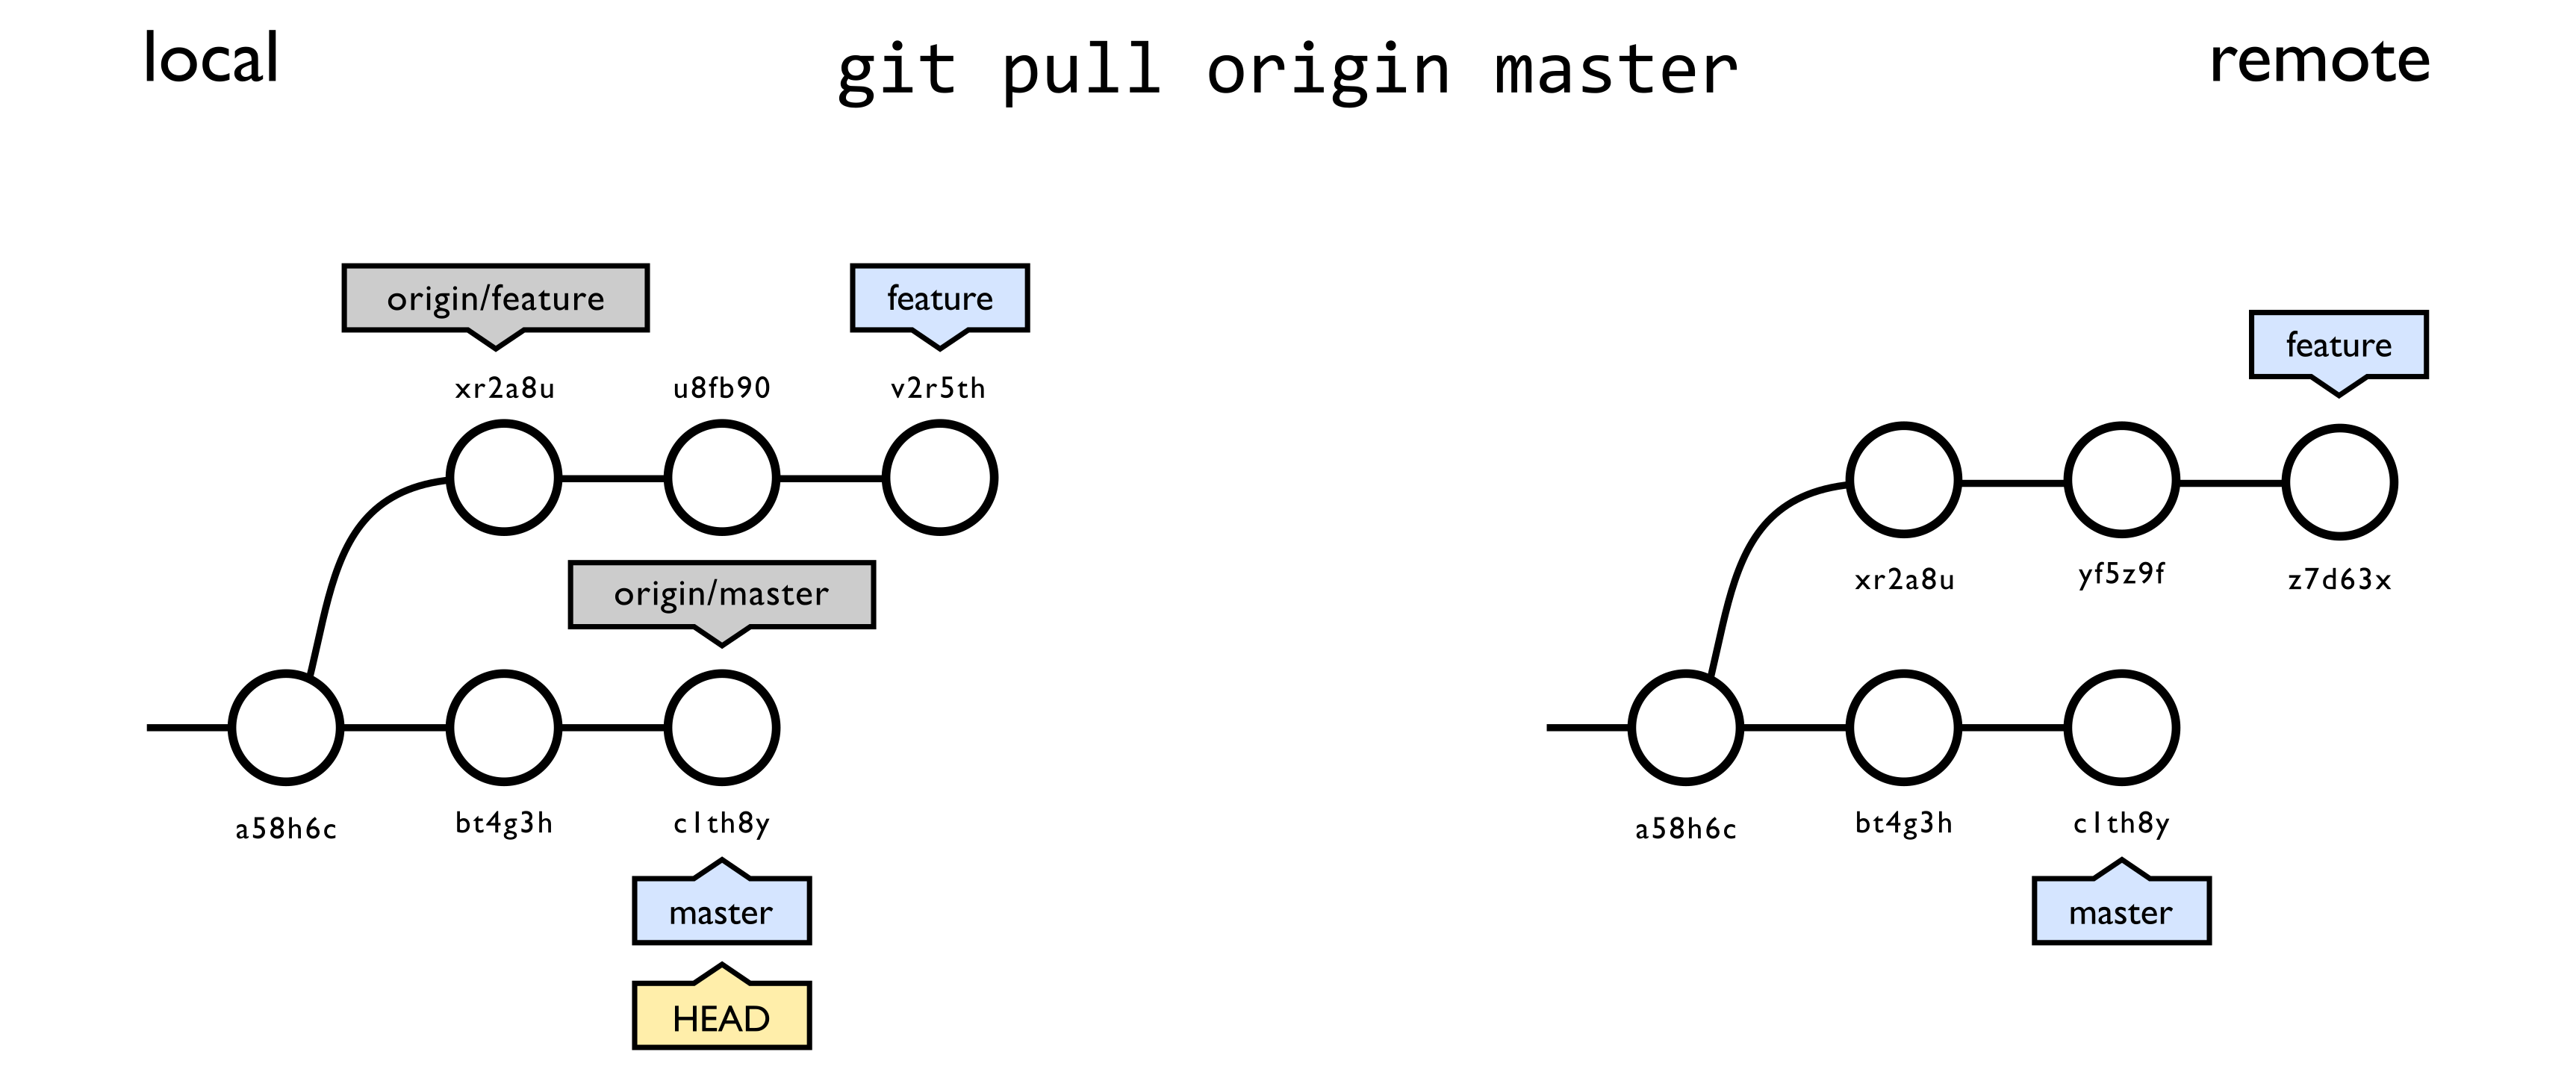 local
git pull origin master
remote
origin/feature
feature
xr2a8u
u8fb90
v2r5th
origin/master
a58h6c
bt4g3h
c1th8y
master
HEAD
feature
xr2a8u
yf5z9f
z7d63x
a58h6c
bt4g3h
c1th8y
master